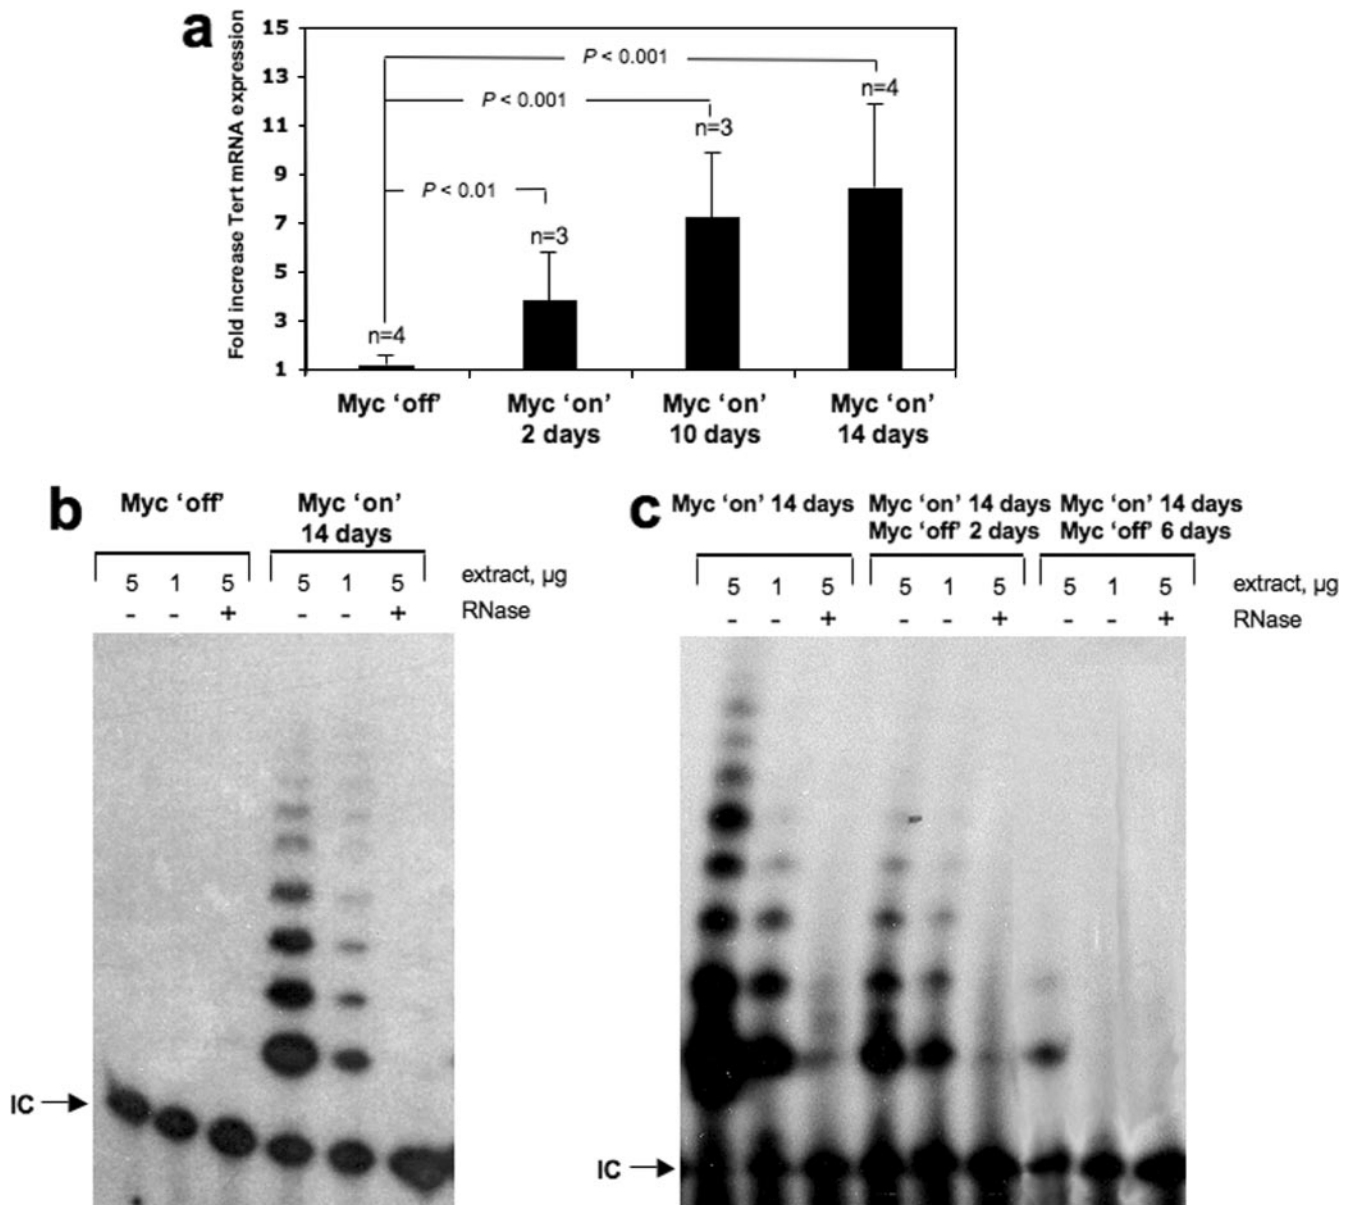 a
Fold increase Tert mRNA expression
15
13
11
9
7
5
3
1
P < 0.001
n=4
P < 0.001
n=3
P < 0.01
n=3
n=4
Myc ‘off’
Myc ‘on’
2 days
Myc ‘on’
10 days
Myc ‘on’
14 days
b
Myc ‘off’
Myc ‘on’
14 days
5 1 5 5 1 5 extract, µg
- - + - - + RNase
IC
c
Myc ‘on’ 14 days
Myc ‘on’ 14 days
Myc ‘off’ 2 days
Myc ‘on’ 14 days
Myc ‘off’ 6 days
5 1 5 5 1 5 5 1 5 extract, µg
- - + - - + - - + RNase
IC